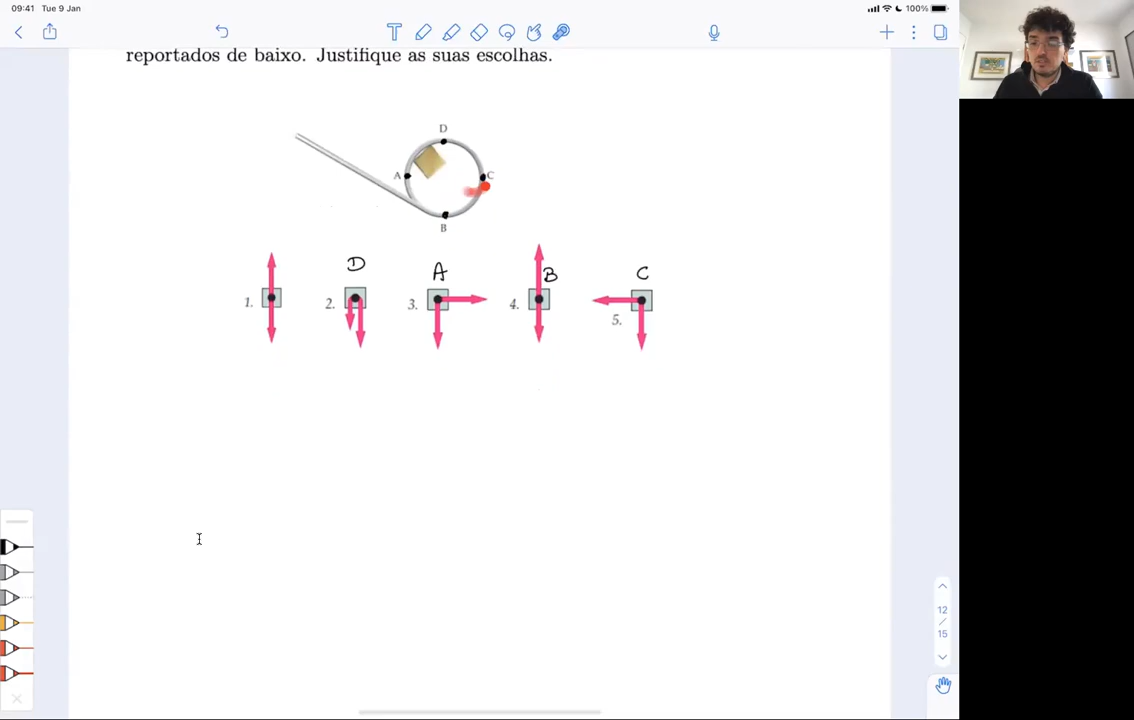 09:41 Tue 9 Jan
100%
T
reportados de baixo. Justifique as suas escolhas.
D
A
C
B
D
A
B
C
1.
2.
3.
4.
5.
12
/
15